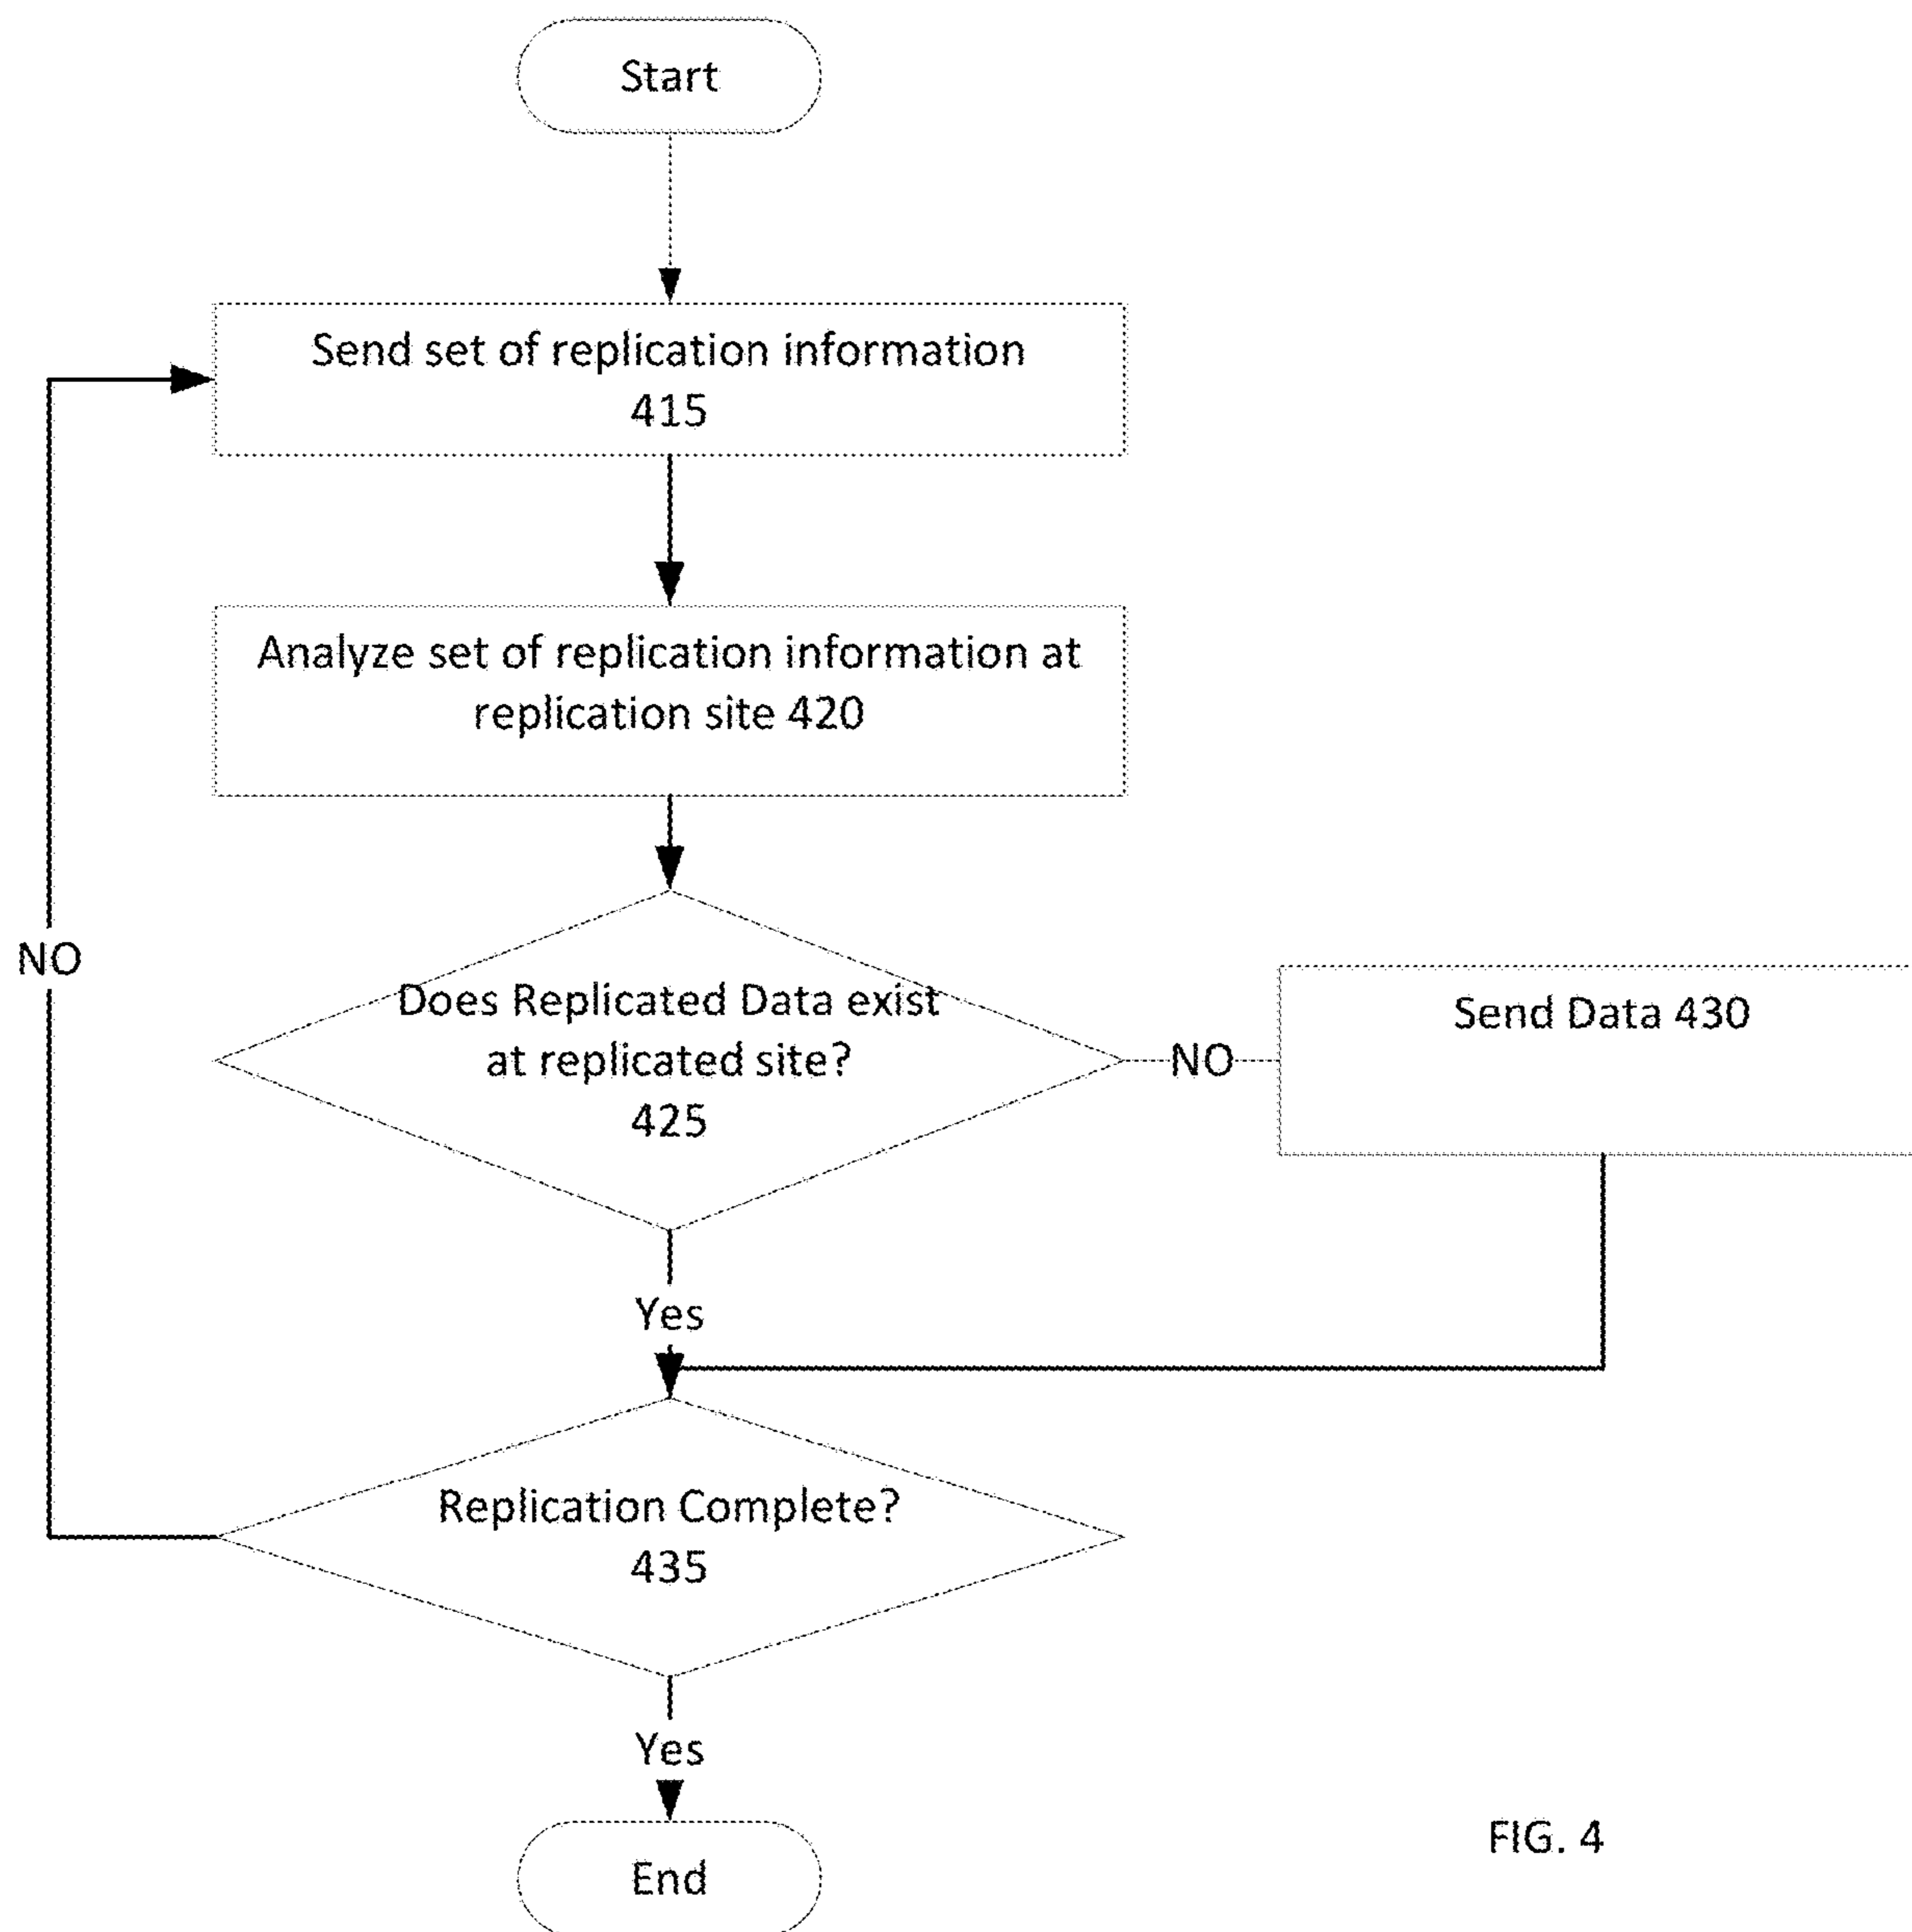 Start
Send set of replication information
415
Analyze set of replication information at
replication site 420
NO
Does Replicated Data exist
at replicated site?
425
NO
Send Data 430
Yes
Replication Complete?
435
Yes
End
FIG. 4